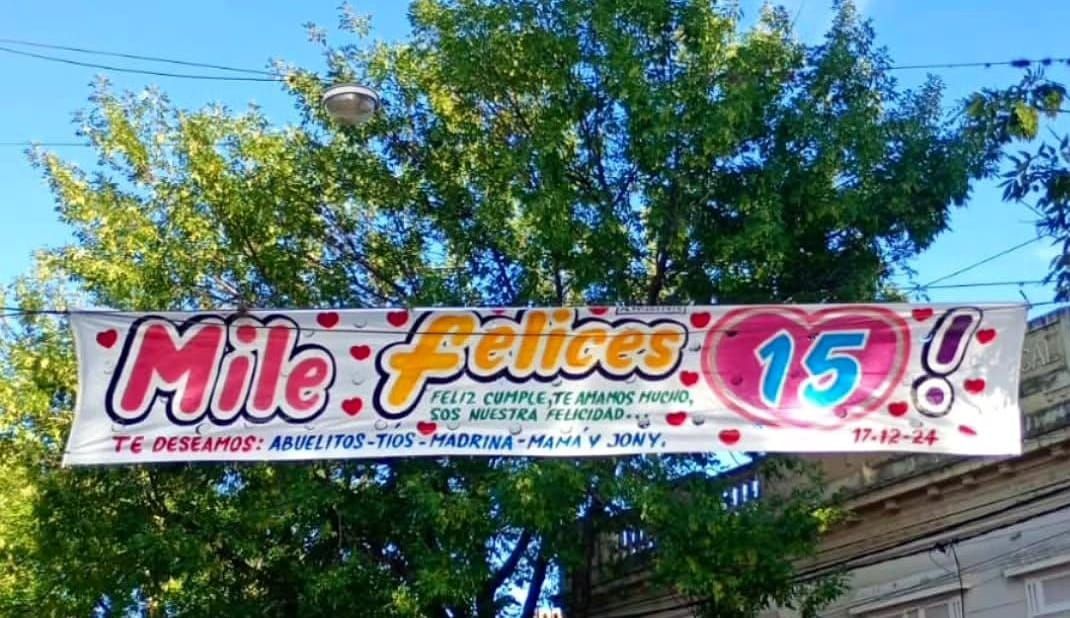 Mile felices 15!
FELIZ CUMPLE, TE AMAMOS MUCHO,
SOS NUESTRA FELICIDAD...
TE DESEAMOS: ABUELITOS-TIOS-MADRINA-MAMÁ Y JONY.
17-12-24